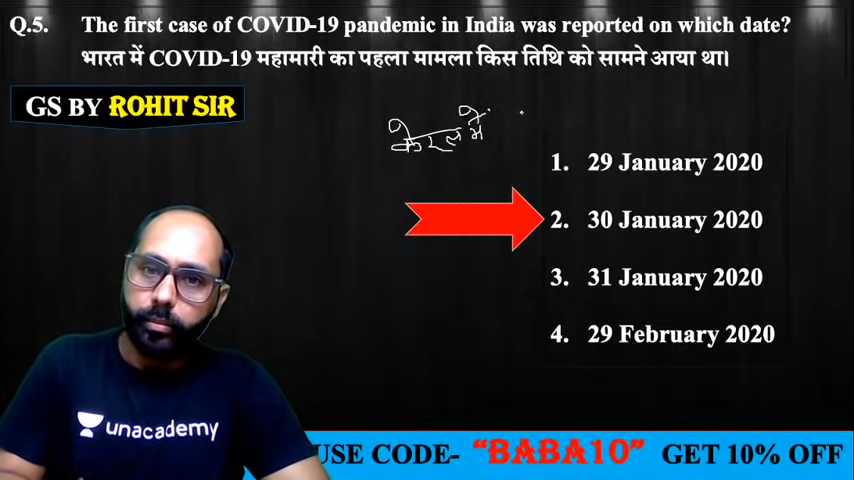 Q.5. The first case of COVID-19 pandemic in India was reported on which date?
भारत में COVID-19 महामारी का पहला मामला किस तिथि को सामने आया था।
GS BY ROHIT SIR
केरल में
1. 29 January 2020
2. 30 January 2020
3. 31 January 2020
4. 29 February 2020
unacademy
USE CODE- “BABA10” GET 10% OFF